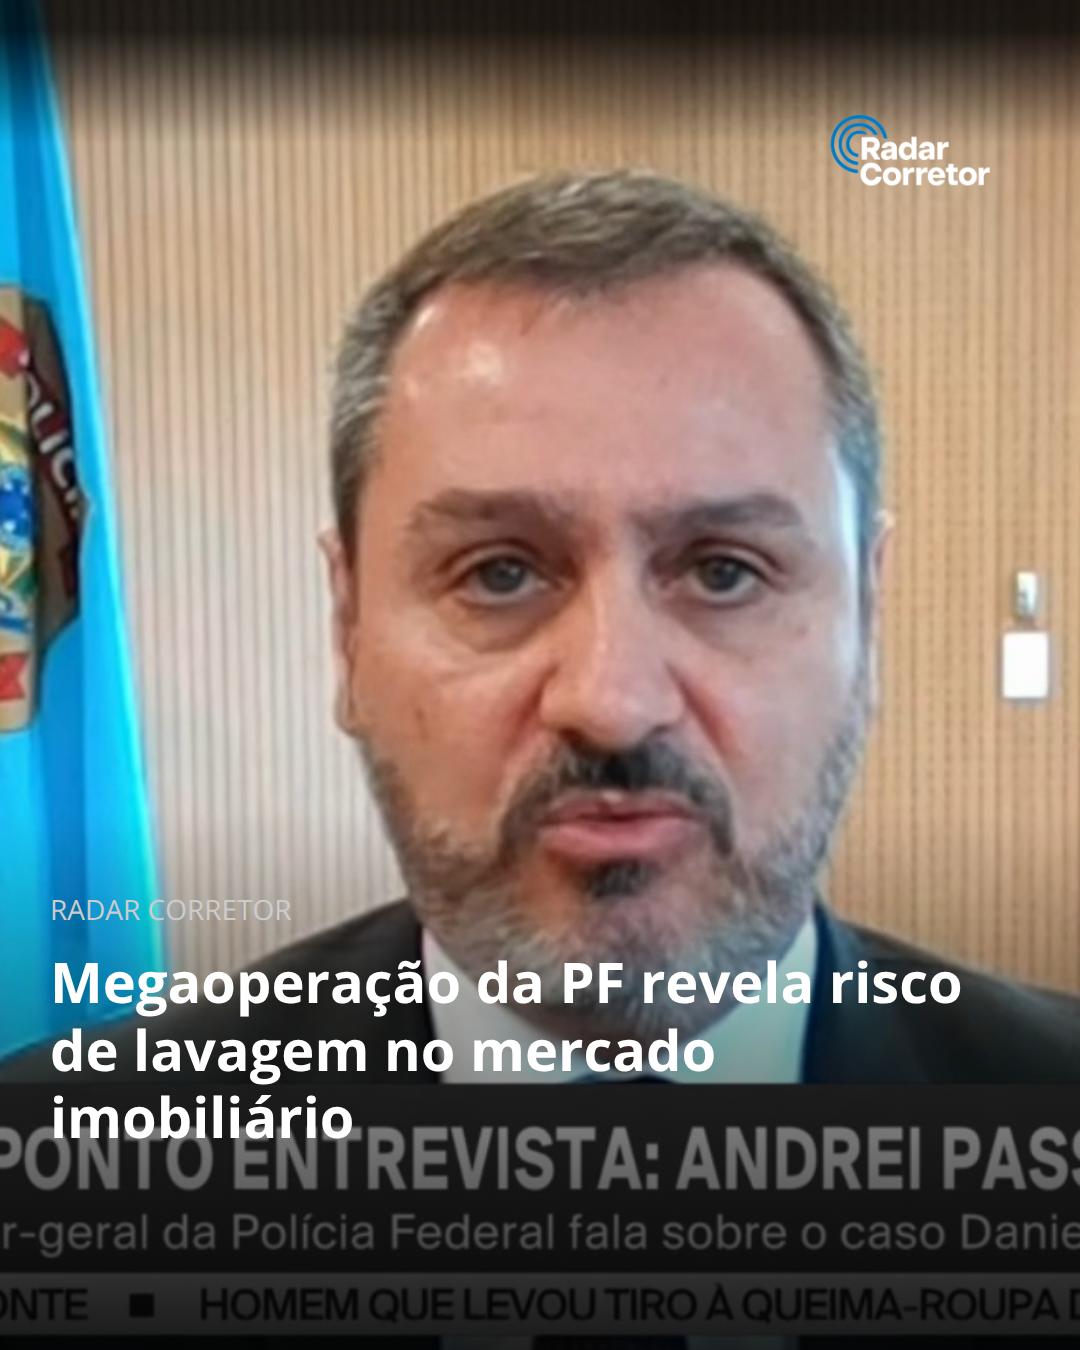 Radar
Corretor
POLÍCIA
RADAR CORRETOR
Megaoperação da PF revela risco
de lavagem no mercado
imobiliário
PONTO ENTREVISTA: ANDREI PASS
r-geral da Polícia Federal fala sobre o caso Danie
ONTE ■ HOMEM QUE LEVOU TIRO À QUEIMA-ROUPA D